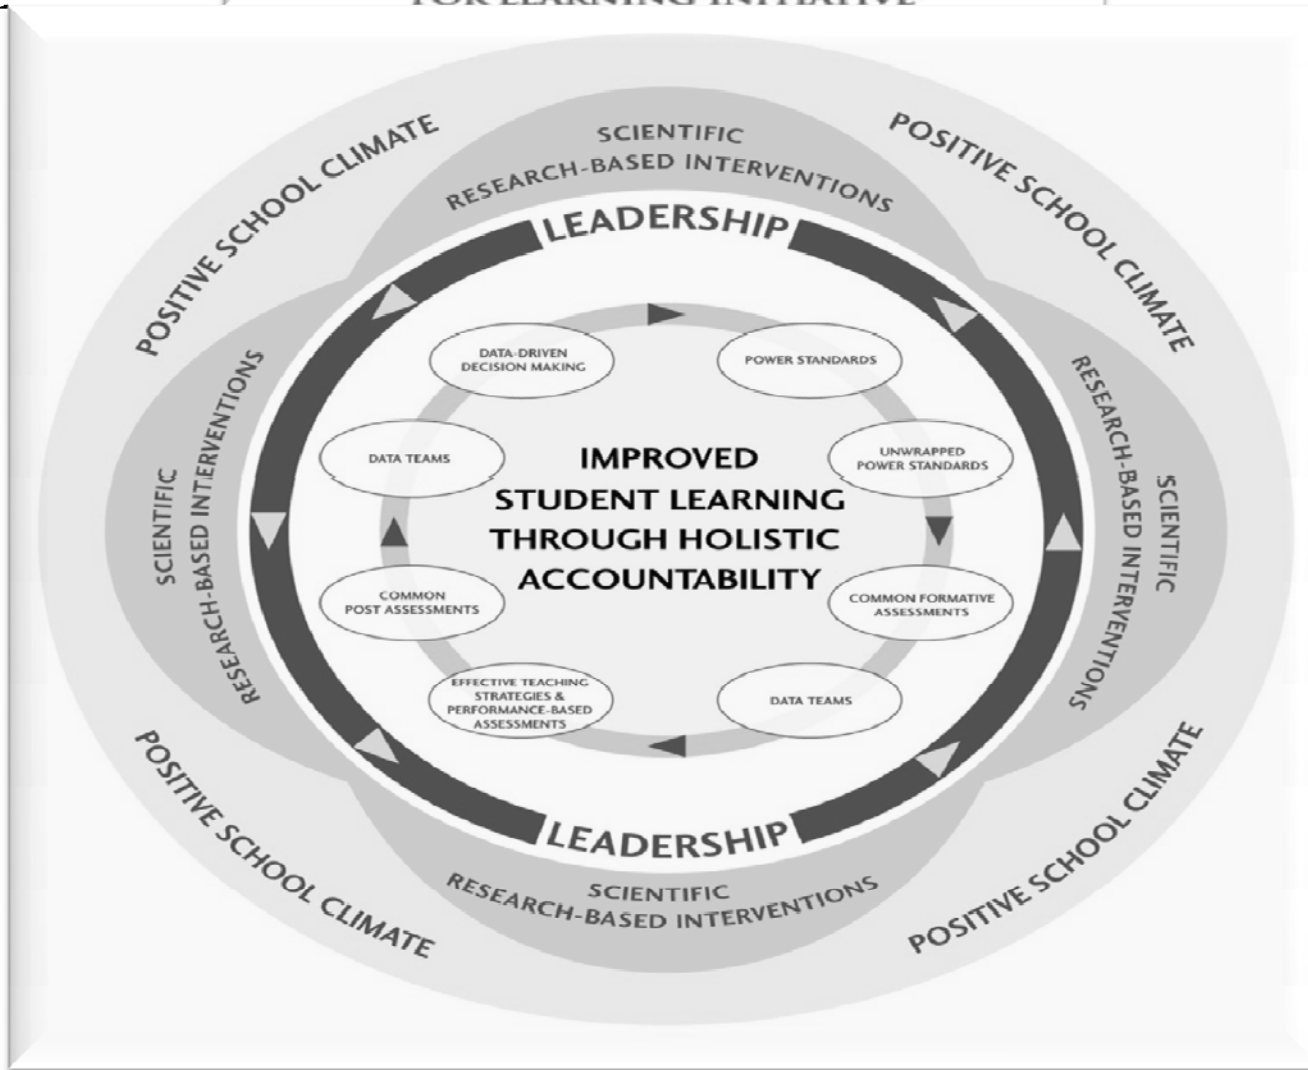 FOR LEARNING INITIATIVE
POSITIVE SCHOOL CLIMATE
POSITIVE SCHOOL CLIMATE
SCIENTIFIC
RESEARCH-BASED INTERVENTIONS
LEADERSHIP
SCIENTIFIC
RESEARCH-BASED INTERVENTIONS
SCIENTIFIC
RESEARCH-BASED INTERVENTIONS
DATA-DRIVEN
DECISION MAKING
POWER STANDARDS
DATA TEAMS
UNWRAPPED
POWER STANDARDS
IMPROVED
STUDENT LEARNING
THROUGH HOLISTIC
ACCOUNTABILITY
COMMON
POST ASSESSMENTS
COMMON FORMATIVE
ASSESSMENTS
EFFECTIVE TEACHING
STRATEGIES &
PERFORMANCE-BASED
ASSESSMENTS
DATA TEAMS
LEADERSHIP
SCIENTIFIC
RESEARCH-BASED INTERVENTIONS
POSITIVE SCHOOL CLIMATE
POSITIVE SCHOOL CLIMATE